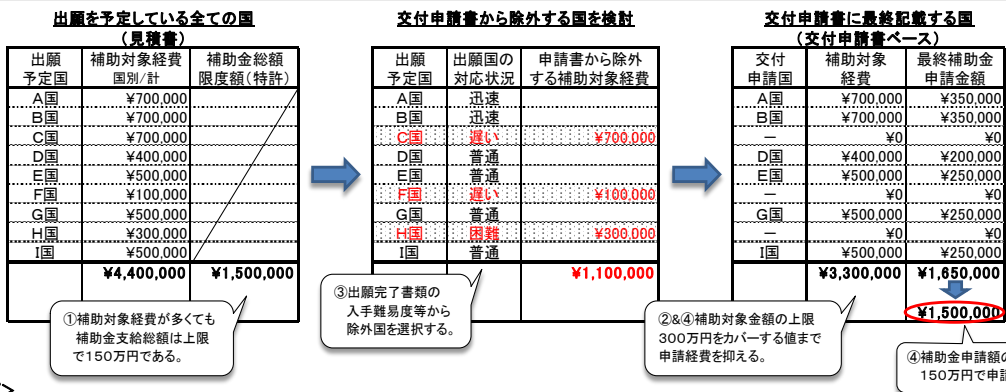 出願を予定している全ての国
（見積書）
出願
予定国 補助対象経費
国別/計 補助金総額
限度額(特許)
A国 ¥700,000
B国 ¥700,000
C国 ¥700,000
D国 ¥400,000
E国 ¥500,000
F国 ¥100,000
G国 ¥500,000
H国 ¥300,000
I国 ¥500,000
¥4,400,000 ¥1,500,000
①補助対象経費が多くても
補助金支給総額は上限
で150万円である。
交付申請書から除外する国を検討
出願
予定国 出願国の
対応状況 申請書から除外
する補助対象経費
A国 迅速
B国 迅速
C国 遅い ¥700,000
D国 普通
E国 普通
F国 遅い ¥100,000
G国 普通
H国 困難 ¥300,000
I国 普通
¥1,100,000
③出願完了書類の
入手難易度等から
除外国を選択する。
交付申請書に最終記載する国
（交付申請書ベース）
交付
申請国 補助対象
経費 最終補助金
申請金額
A国 ¥700,000 ¥350,000
B国 ¥700,000 ¥350,000
－ ¥0 ¥0
D国 ¥400,000 ¥200,000
E国 ¥500,000 ¥250,000
－ ¥0 ¥0
G国 ¥500,000 ¥250,000
－ ¥0 ¥0
I国 ¥500,000 ¥250,000
¥3,300,000 ¥1,650,000
¥1,500,000
②&④補助対象金額の上限
300万円をカバーする値まで
申請経費を抑える。
④補助金申請額の
150万円で申請